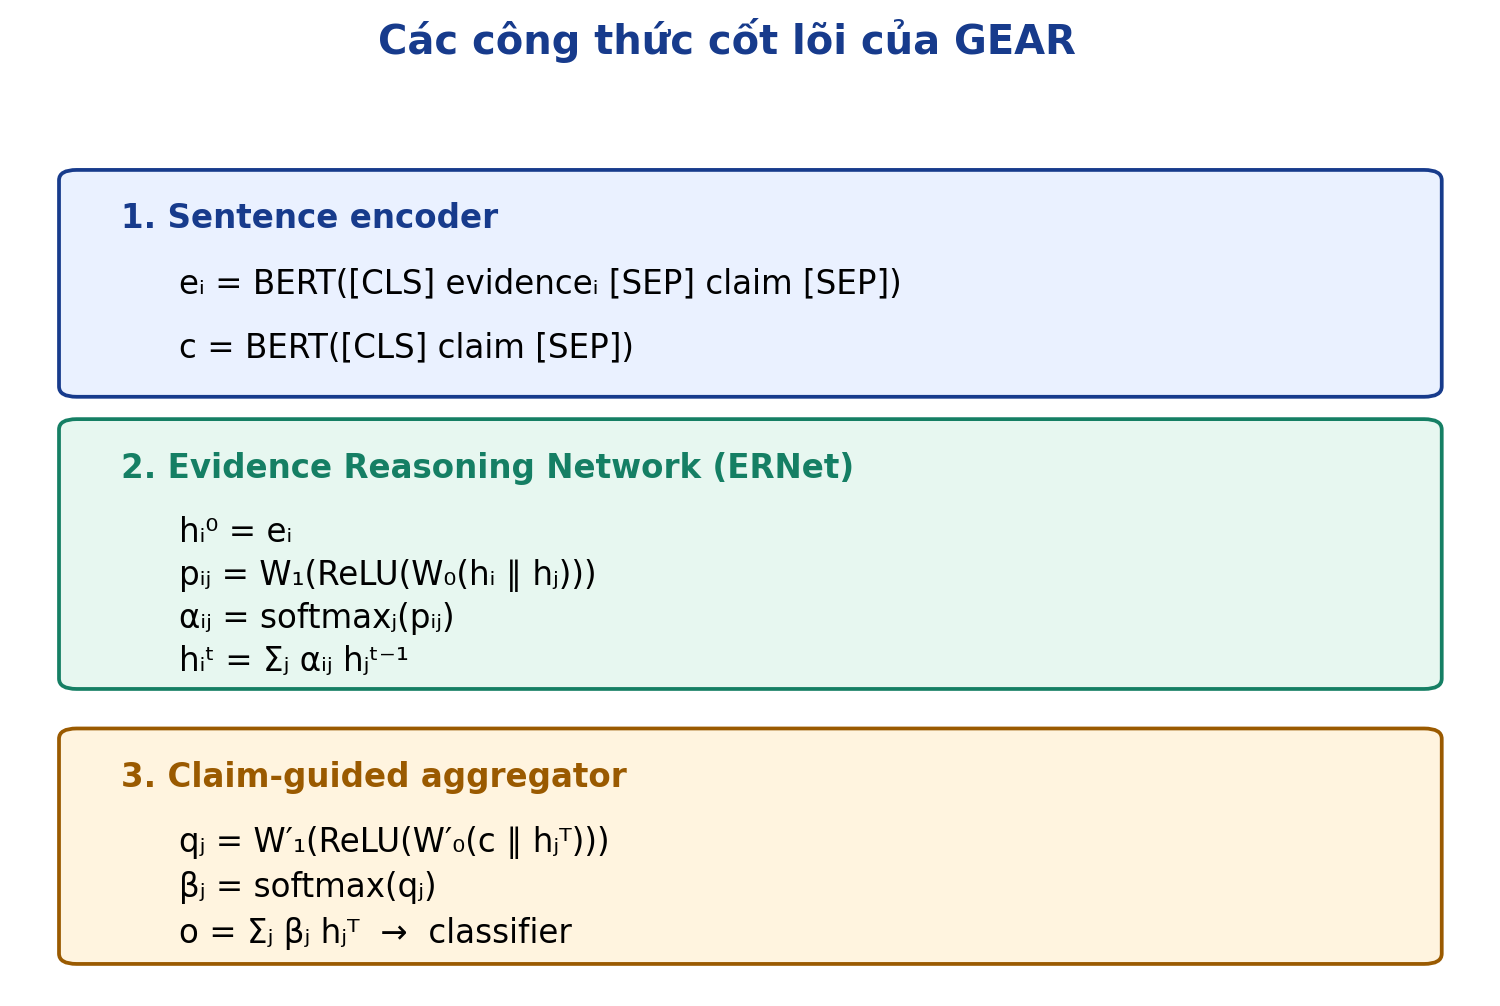 Các công thức cốt lõi của GEAR
1. Sentence encoder
eᵢ = BERT([CLS] evidenceᵢ [SEP] claim [SEP])
c = BERT([CLS] claim [SEP])
2. Evidence Reasoning Network (ERNet)
hᵢ⁰ = eᵢ
pᵢⱼ = W₁(ReLU(W₀(hᵢ ∥ hⱼ)))
αᵢⱼ = softmaxⱼ(pᵢⱼ)
hᵢᵗ = Σⱼ αᵢⱼ hⱼᵗ⁻¹
3. Claim-guided aggregator
qⱼ = W′₁(ReLU(W′₀(c ∥ hⱼᵀ)))
βⱼ = softmax(qⱼ)
o = Σⱼ βⱼ hⱼᵀ → classifier